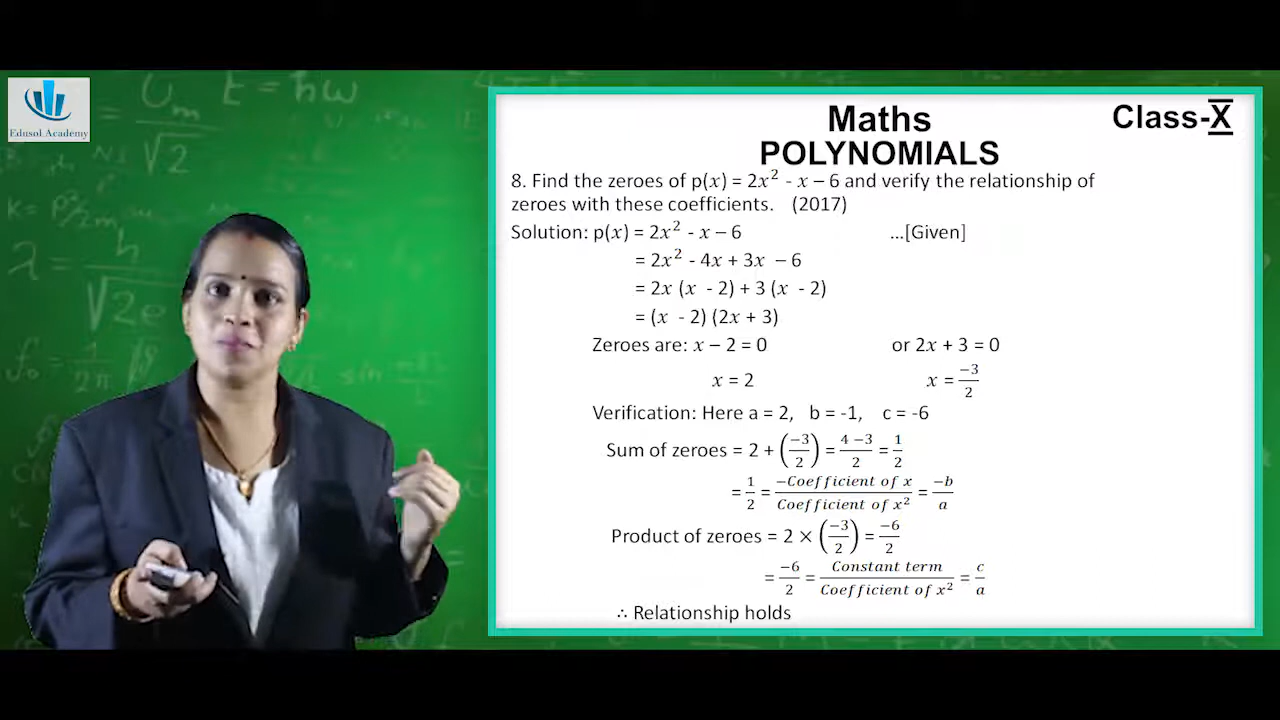 Edusol Academy
Maths
Class-X
POLYNOMIALS
8. Find the zeroes of p(x) = 2x² - x – 6 and verify the relationship of
zeroes with these coefficients. (2017)
Solution: p(x) = 2x² - x – 6 ...[Given]
= 2x² - 4x + 3x – 6
= 2x (x - 2) + 3 (x - 2)
= (x - 2) (2x + 3)
Zeroes are: x – 2 = 0 or 2x + 3 = 0
x = 2 x = −3/2
Verification: Here a = 2, b = -1, c = -6
Sum of zeroes = 2 + (−3/2) = 4 −3/2 = 1/2
= 1/2 = −Coefficient of x/Coefficient of x² = −b/a
Product of zeroes = 2 × (−3/2) = −6/2
= −6/2 = Constant term/Coefficient of x² = c/a
∴ Relationship holds
E = ħω
√2
λ =
h